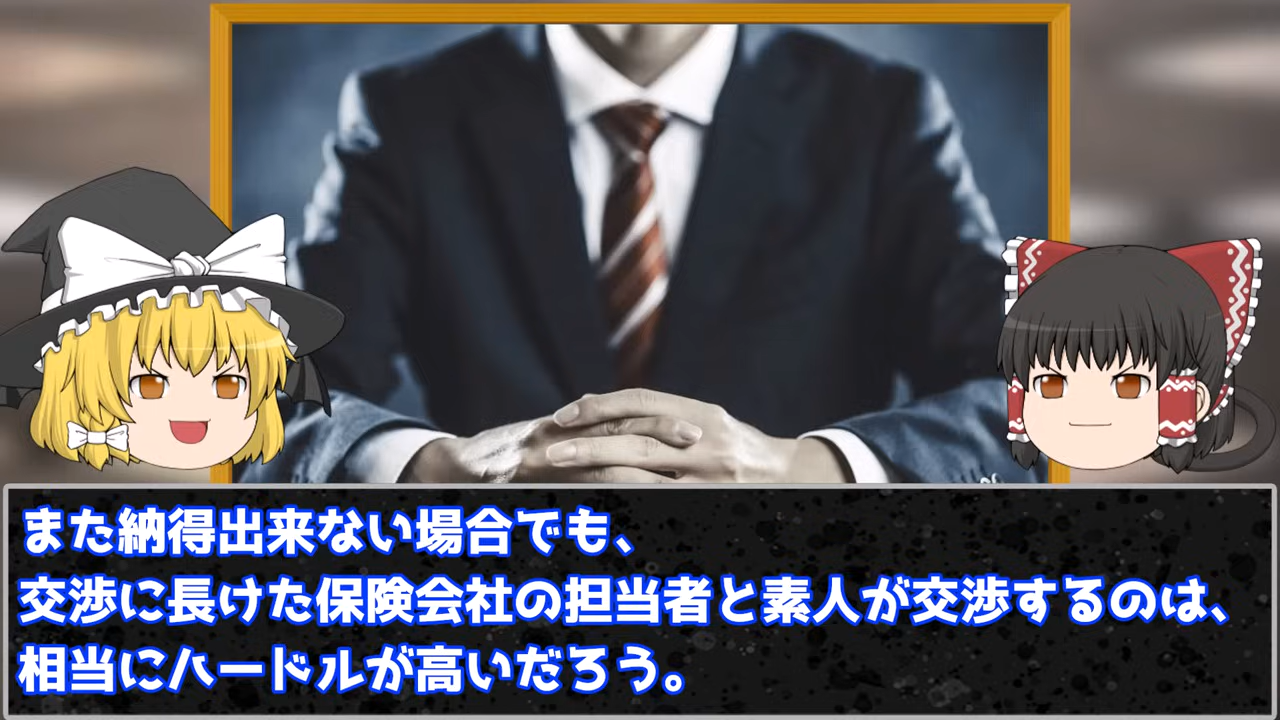 また納得出来ない場合でも、
交渉に長けた保険会社の担当者と素人が交渉するのは、
相当にハードルが高いだろう。